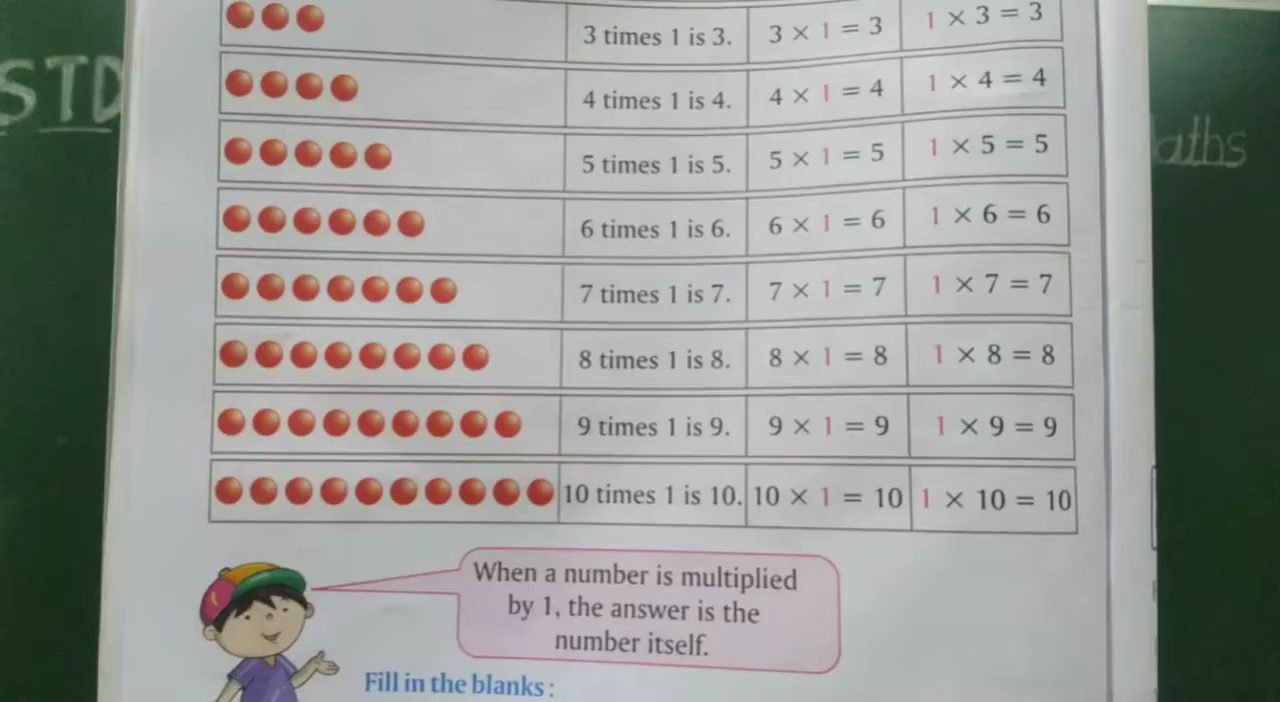 STD
aths
3 times 1 is 3. 3 × 1 = 3 1 × 3 = 3
4 times 1 is 4. 4 × 1 = 4 1 × 4 = 4
5 times 1 is 5. 5 × 1 = 5 1 × 5 = 5
6 times 1 is 6. 6 × 1 = 6 1 × 6 = 6
7 times 1 is 7. 7 × 1 = 7 1 × 7 = 7
8 times 1 is 8. 8 × 1 = 8 1 × 8 = 8
9 times 1 is 9. 9 × 1 = 9 1 × 9 = 9
10 times 1 is 10. 10 × 1 = 10 1 × 10 = 10
When a number is multiplied
by 1, the answer is the
number itself.
Fill in the blanks :